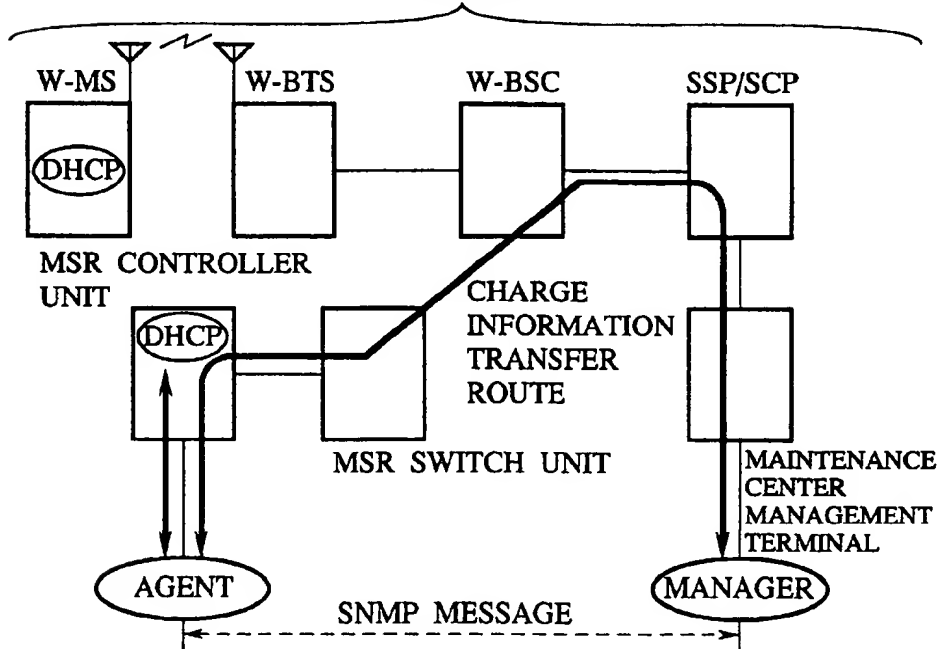 W-MS
W-BTS
W-BSC
SSP/SCP
DHCP
MSR CONTROLLER
UNIT
DHCP
CHARGE
INFORMATION
TRANSFER
ROUTE
MSR SWITCH UNIT
MAINTENANCE
CENTER
MANAGEMENT
TERMINAL
AGENT
MANAGER
SNMP MESSAGE